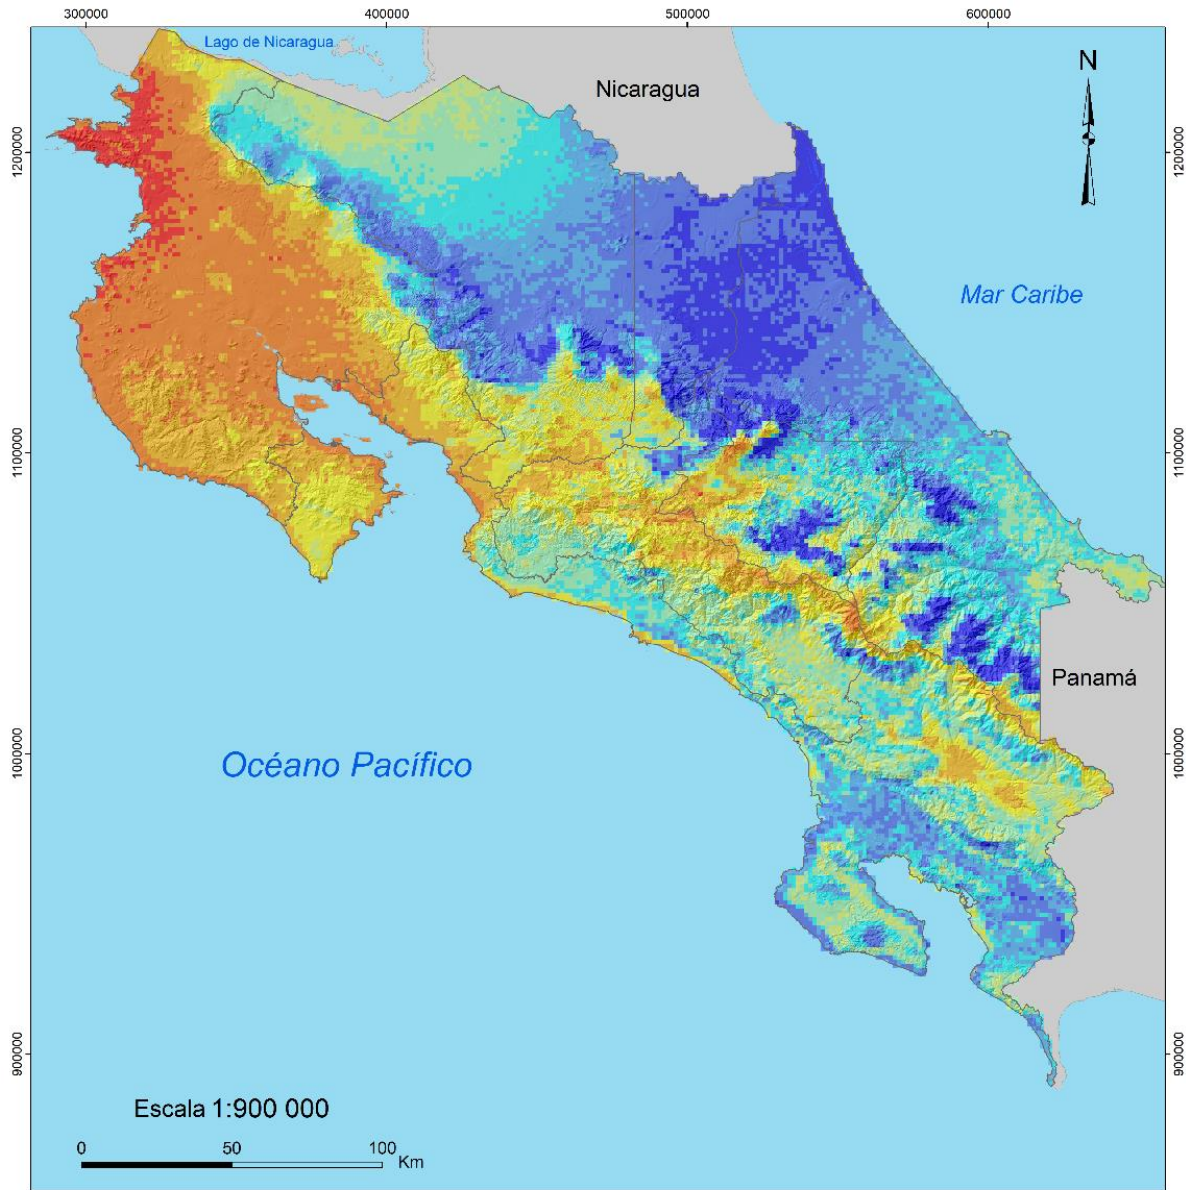 300000
400000
500000
600000
Lago de Nicaragua
N
Nicaragua
1200000
1200000
Mar Caribe
1100000
1100000
Panamá
Océano Pacífico
1000000
1000000
900000
900000
Escala 1:900 000
0
50
100
Km